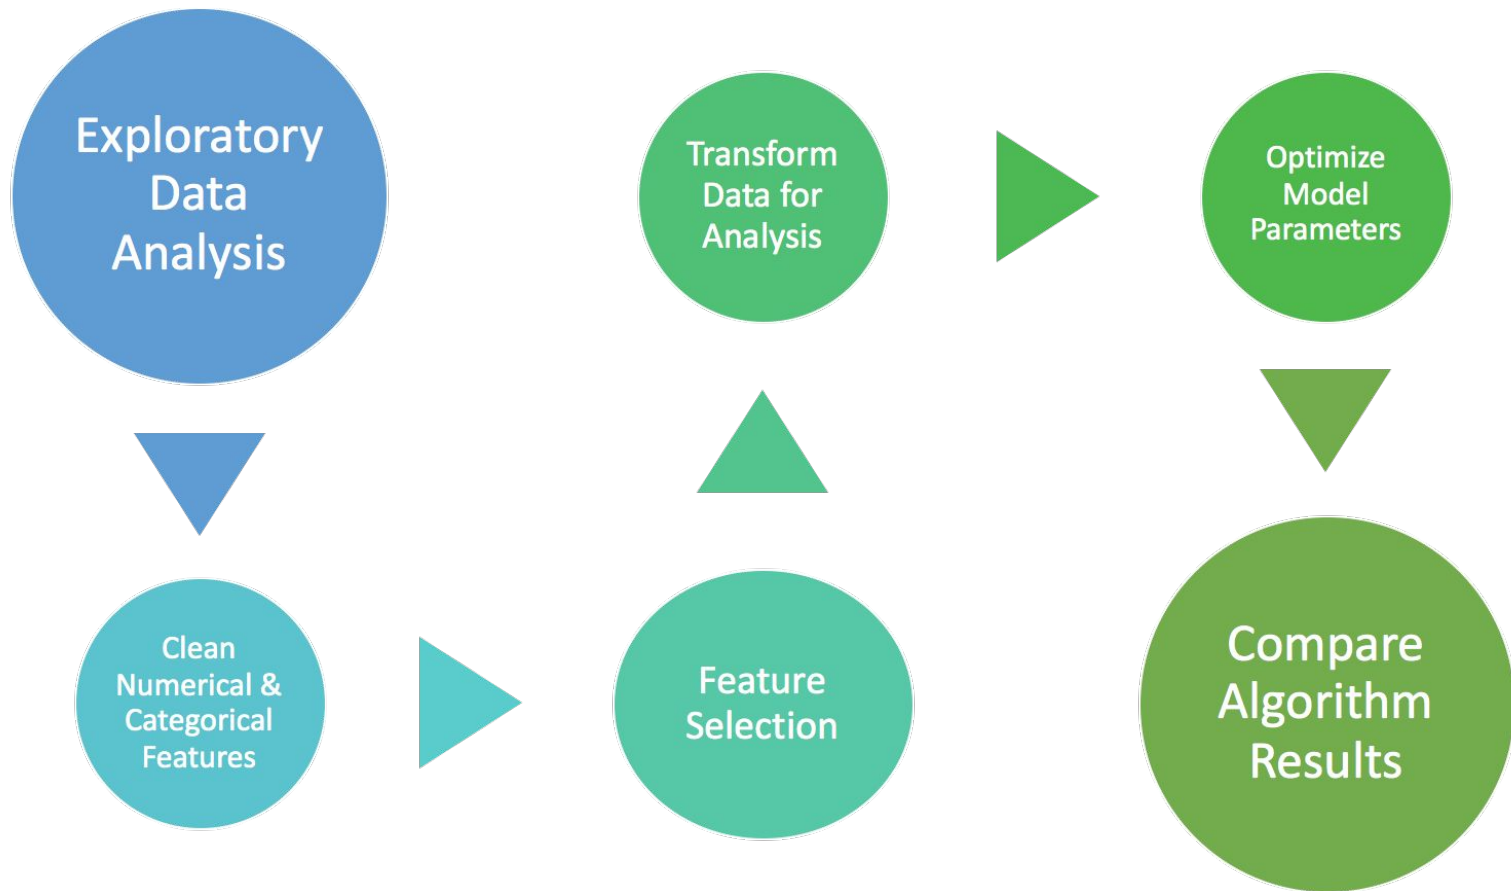 Exploratory
Data
Analysis
Clean
Numerical &
Categorical
Features
Feature
Selection
Transform
Data for
Analysis
Optimize
Model
Parameters
Compare
Algorithm
Results